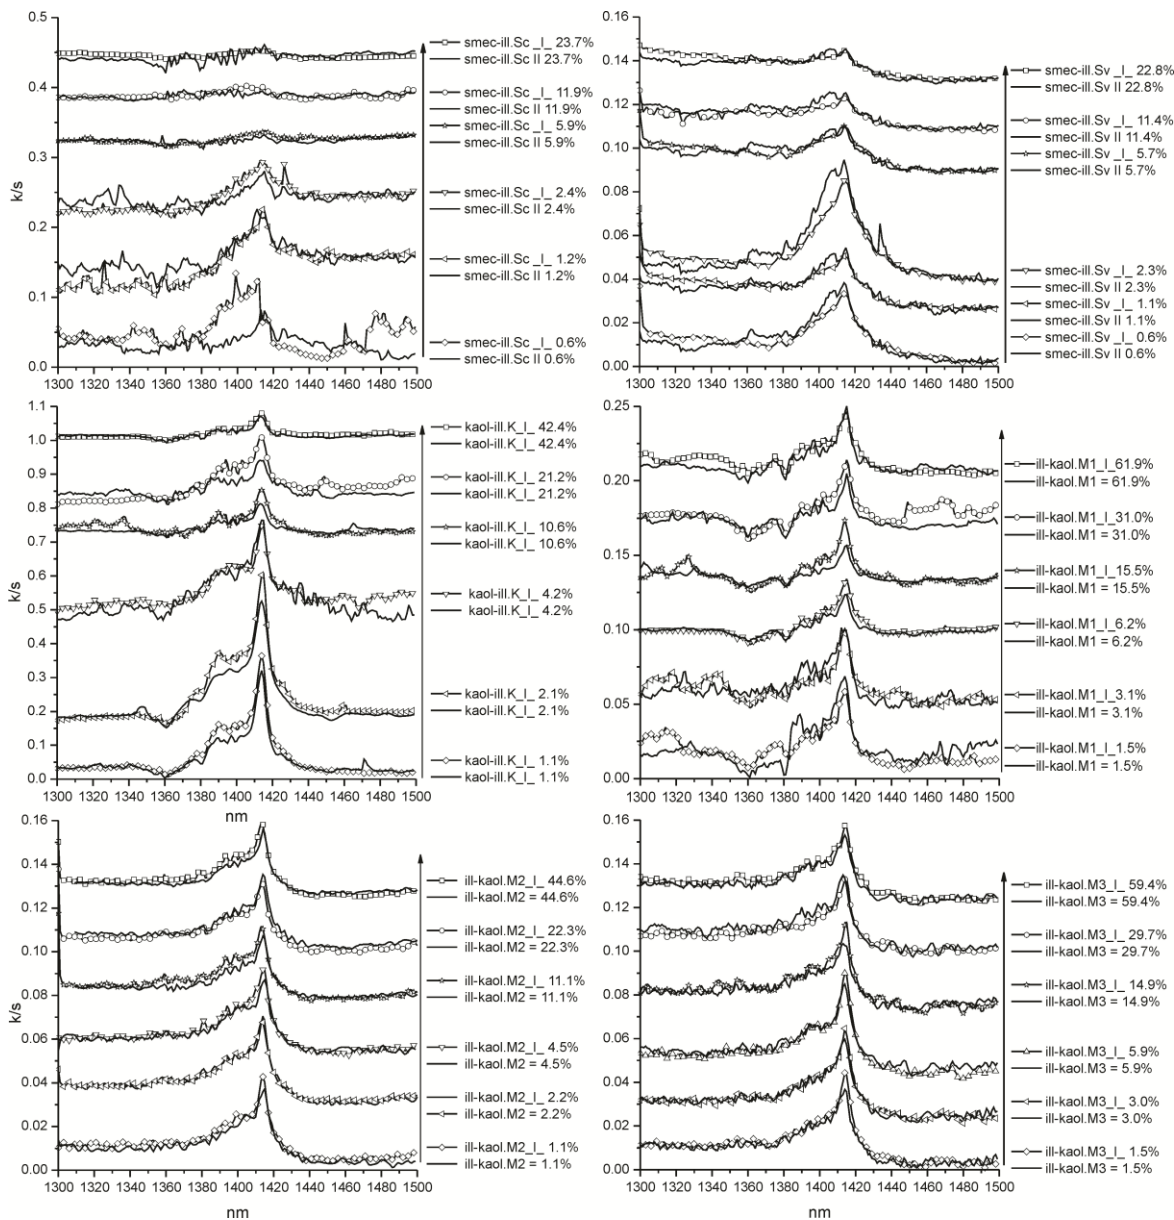 k/s
0.5
0.4
0.3
0.2
0.1
0.0
1300 1320 1340 1360 1380 1400 1420 1440 1460 1480 1500
smec-ill.Sc _I_ 23.7%
smec-ill.Sc II 23.7%
smec-ill.Sc _I_ 11.9%
smec-ill.Sc II 11.9%
smec-ill.Sc _I_ 5.9%
smec-ill.Sc II 5.9%
smec-ill.Sc _I_ 2.4%
smec-ill.Sc II 2.4%
smec-ill.Sc _I_ 1.2%
smec-ill.Sc II 1.2%
smec-ill.Sc _I_ 0.6%
smec-ill.Sc II 0.6%
0.16
0.14
0.12
0.10
0.08
0.06
0.04
0.02
0.00
1300 1320 1340 1360 1380 1400 1420 1440 1460 1480 1500
smec-ill.Sv _I_ 22.8%
smec-ill.Sv II 22.8%
smec-ill.Sv _I_ 11.4%
smec-ill.Sv II 11.4%
smec-ill.Sv _I_ 5.7%
smec-ill.Sv II 5.7%
smec-ill.Sv _I_ 2.3%
smec-ill.Sv II 2.3%
smec-ill.Sv _I_ 1.1%
smec-ill.Sv II 1.1%
smec-ill.Sv _I_ 0.6%
smec-ill.Sv II 0.6%
k/s
1.1
1.0
0.9
0.8
0.7
0.6
0.5
0.4
0.3
0.2
0.1
0.0
1300 1320 1340 1360 1380 1400 1420 1440 1460 1480 1500
nm
kaol-ill.K_I_ 42.4%
kaol-ill.K_I_ 42.4%
kaol-ill.K_I_ 21.2%
kaol-ill.K_I_ 21.2%
kaol-ill.K_I_ 10.6%
kaol-ill.K_I_ 10.6%
kaol-ill.K_I_ 4.2%
kaol-ill.K_I_ 4.2%
kaol-ill.K_I_ 2.1%
kaol-ill.K_I_ 2.1%
kaol-ill.K_I_ 1.1%
kaol-ill.K_I_ 1.1%
0.25
0.20
0.15
0.10
0.05
0.00
1300 1320 1340 1360 1380 1400 1420 1440 1460 1480 1500
ill-kaol.M1_I_61.9%
ill-kaol.M1 = 61.9%
ill-kaol.M1_I_31.0%
ill-kaol.M1 = 31.0%
ill-kaol.M1_I_15.5%
ill-kaol.M1 = 15.5%
ill-kaol.M1_I_6.2%
ill-kaol.M1 = 6.2%
ill-kaol.M1_I_3.1%
ill-kaol.M1 = 3.1%
ill-kaol.M1_I_1.5%
ill-kaol.M1 = 1.5%
k/s
0.16
0.14
0.12
0.10
0.08
0.06
0.04
0.02
0.00
1300 1320 1340 1360 1380 1400 1420 1440 1460 1480 1500
nm
ill-kaol.M2_I_ 44.6%
ill-kaol.M2 = 44.6%
ill-kaol.M2_I_ 22.3%
ill-kaol.M2 = 22.3%
ill-kaol.M2_I_ 11.1%
ill-kaol.M2 = 11.1%
ill-kaol.M2_I_ 4.5%
ill-kaol.M2 = 4.5%
ill-kaol.M2_I_ 2.2%
ill-kaol.M2 = 2.2%
ill-kaol.M2_I_ 1.1%
ill-kaol.M2 = 1.1%
0.16
0.14
0.12
0.10
0.08
0.06
0.04
0.02
0.00
1300 1320 1340 1360 1380 1400 1420 1440 1460 1480 1500
nm
ill-kaol.M3_I_ 59.4%
ill-kaol.M3 = 59.4%
ill-kaol.M3_I_ 29.7%
ill-kaol.M3 = 29.7%
ill-kaol.M3_I_ 14.9%
ill-kaol.M3 = 14.9%
ill-kaol.M3_I_ 5.9%
ill-kaol.M3 = 5.9%
ill-kaol.M3_I_ 3.0%
ill-kaol.M3 = 3.0%
ill-kaol.M3_I_ 1.5%
ill-kaol.M3 = 1.5%